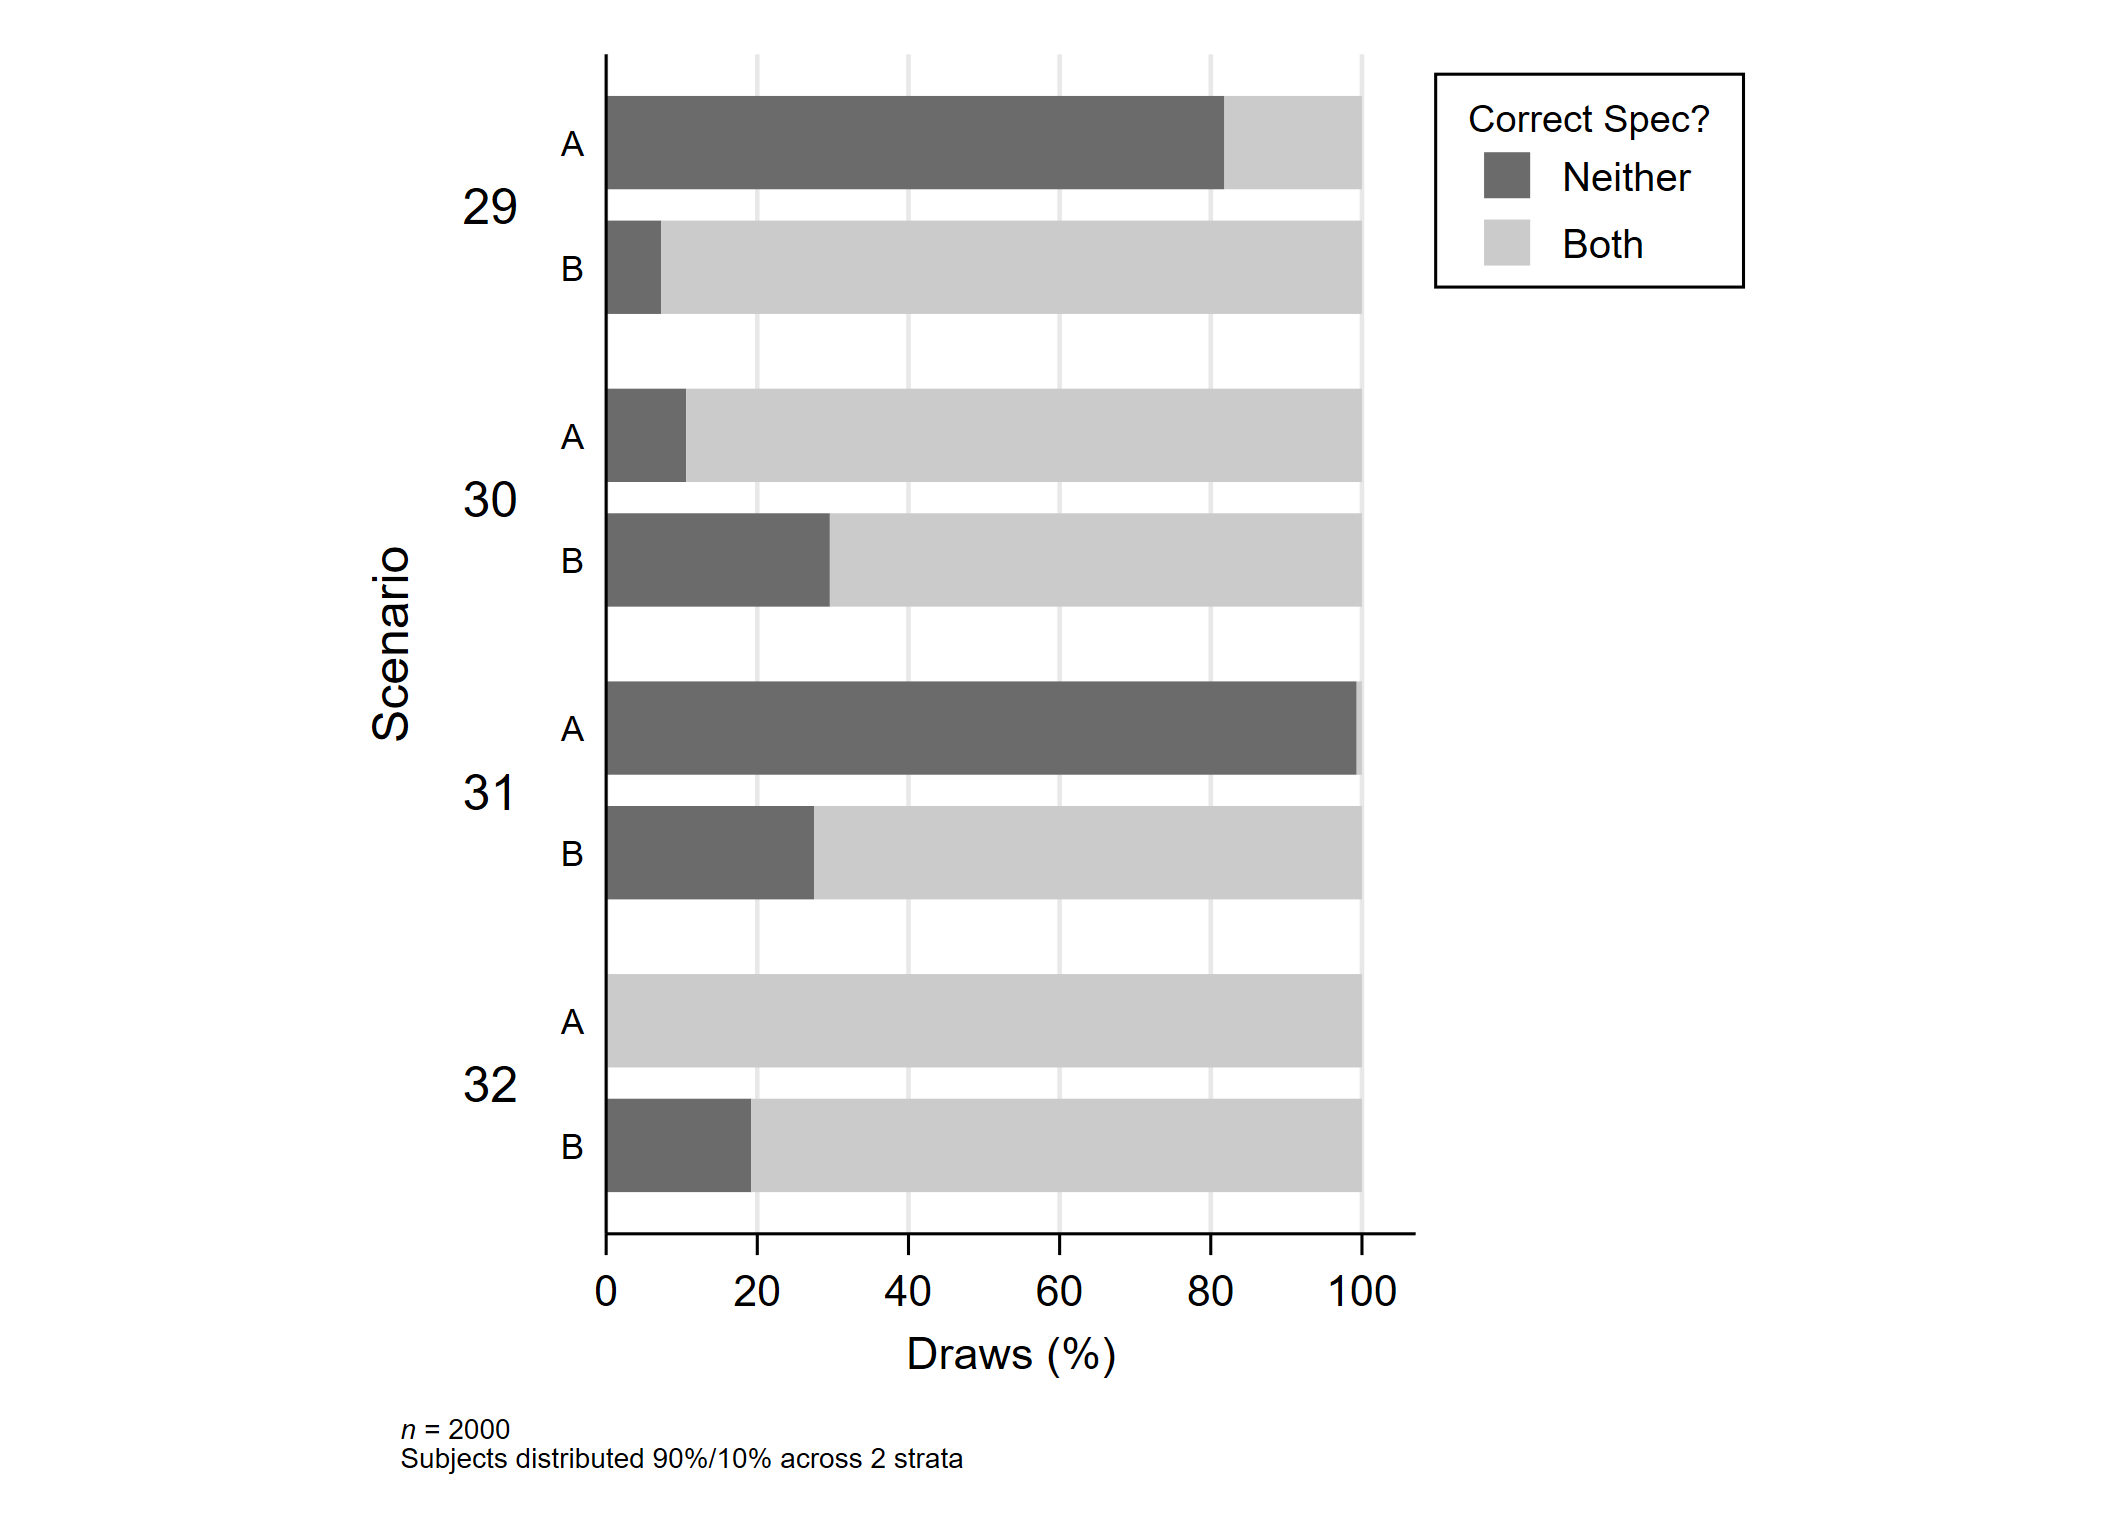 Correct Spec?
Neither
Both
Scenario
29
A
B
30
A
B
31
A
B
32
A
B
0 20 40 60 80 100
Draws (%)
n = 2000
Subjects distributed 90%/10% across 2 strata